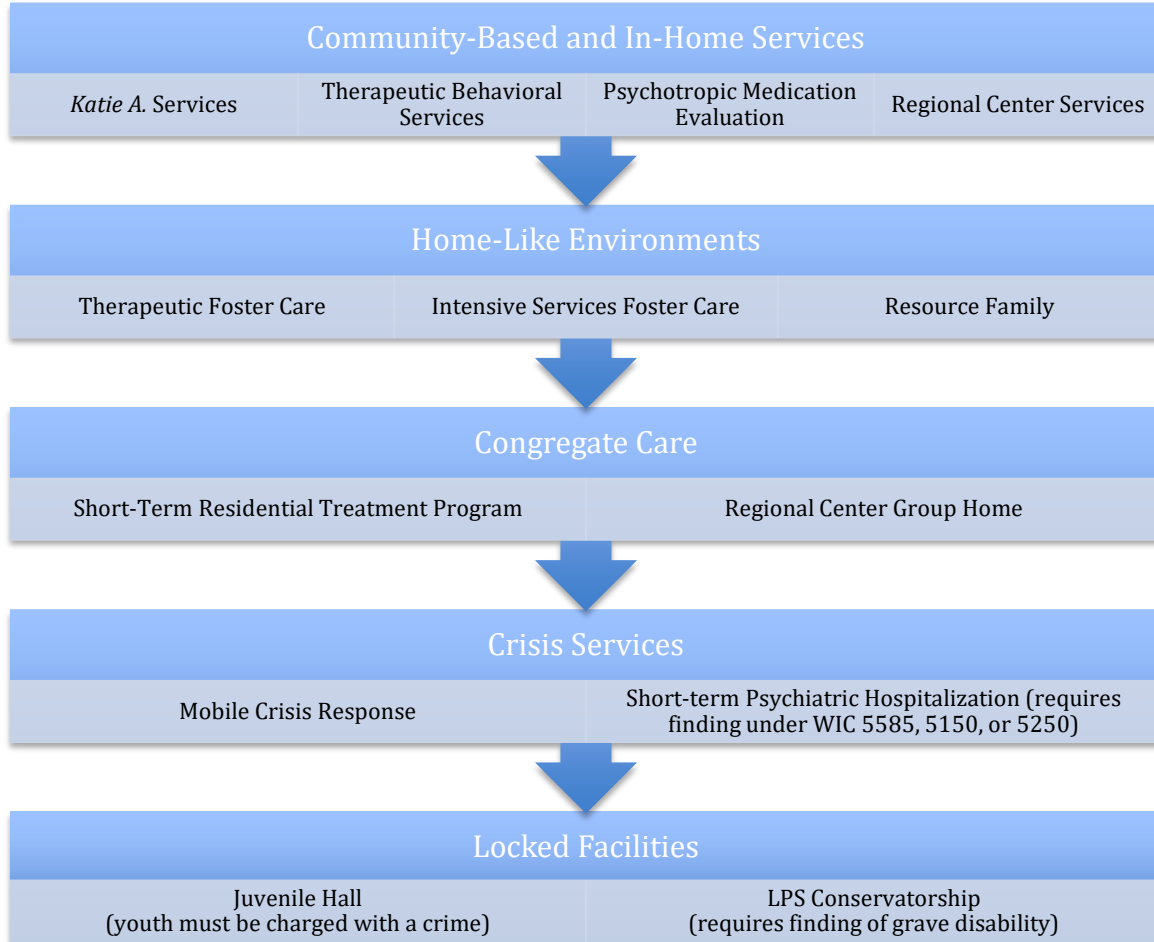 Community-Based and In-Home Services
Katie A. Services
Therapeutic Behavioral
Services
Psychotropic Medication
Evaluation
Regional Center Services
Home-Like Environments
Therapeutic Foster Care
Intensive Services Foster Care
Resource Family
Congregate Care
Short-Term Residential Treatment Program
Regional Center Group Home
Crisis Services
Mobile Crisis Response
Short-term Psychiatric Hospitalization (requires
finding under WIC 5585, 5150, or 5250)
Locked Facilities
Juvenile Hall
(youth must be charged with a crime)
LPS Conservatorship
(requires finding of grave disability)